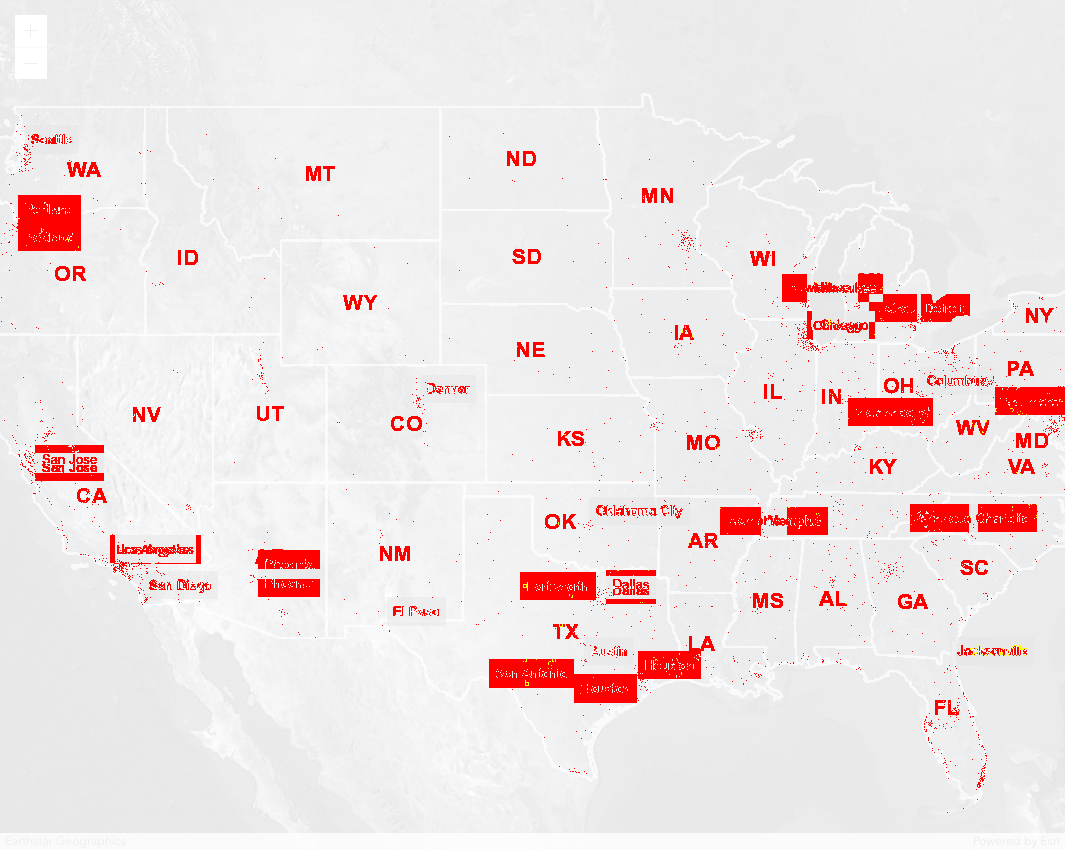 +
−
ND
Seattle
WA
MT
MN
Portland
Portland
ID
SD
WI
OR
Milwaukee
WY
Detroit
NY
Chicago
IA
NE
PA
OH
Columbus
Denver
IL
IN
NV
UT
CO
WV
KS
MO
MD
San Jose
San Jose
KY
VA
CA
Oklahoma City
OK
Memphis
Charlotte
AR
Los Angeles
NM
Phoenix
Phoenix
SC
San Diego
Fort Worth
Dallas
Dallas
MS
AL
GA
El Paso
TX
LA
Austin
Jacksonville
San Antonio
Houston
Houston
FL
Earthstar Geographics
Powered by Esri